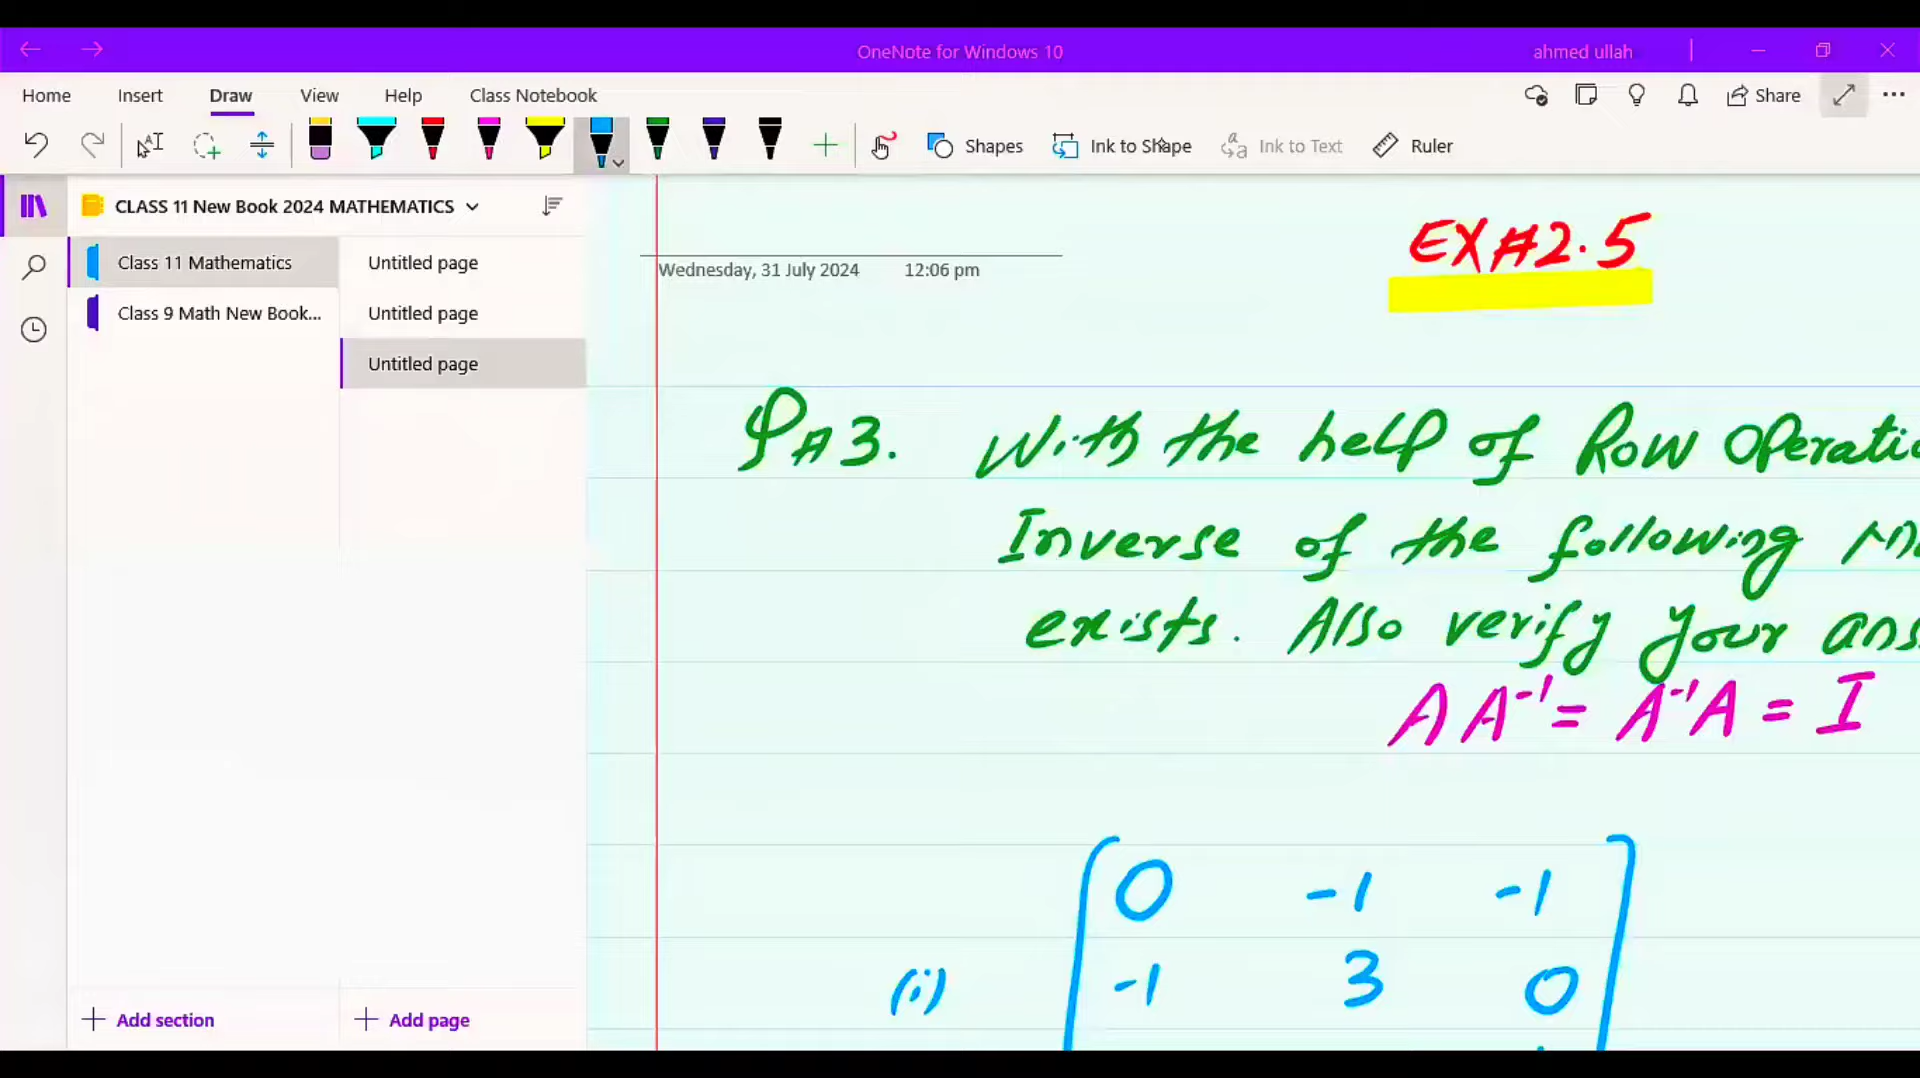 OneNote for Windows 10
ahmed ullah
Home Insert Draw View Help Class Notebook Share
Shapes Ink to Shape Ink to Text Ruler
CLASS 11 New Book 2024 MATHEMATICS
Class 11 Mathematics
Class 9 Math New Book...
Untitled page
Untitled page
Untitled page
Add section
Add page
Wednesday, 31 July 2024 12:06 pm
EX#2.5
Q#3. With the help of Row Operatio
Inverse of the following
exists. Also verify your ans
A A⁻¹ = A⁻¹A = I
0 -1 -1
(i) -1 3 0